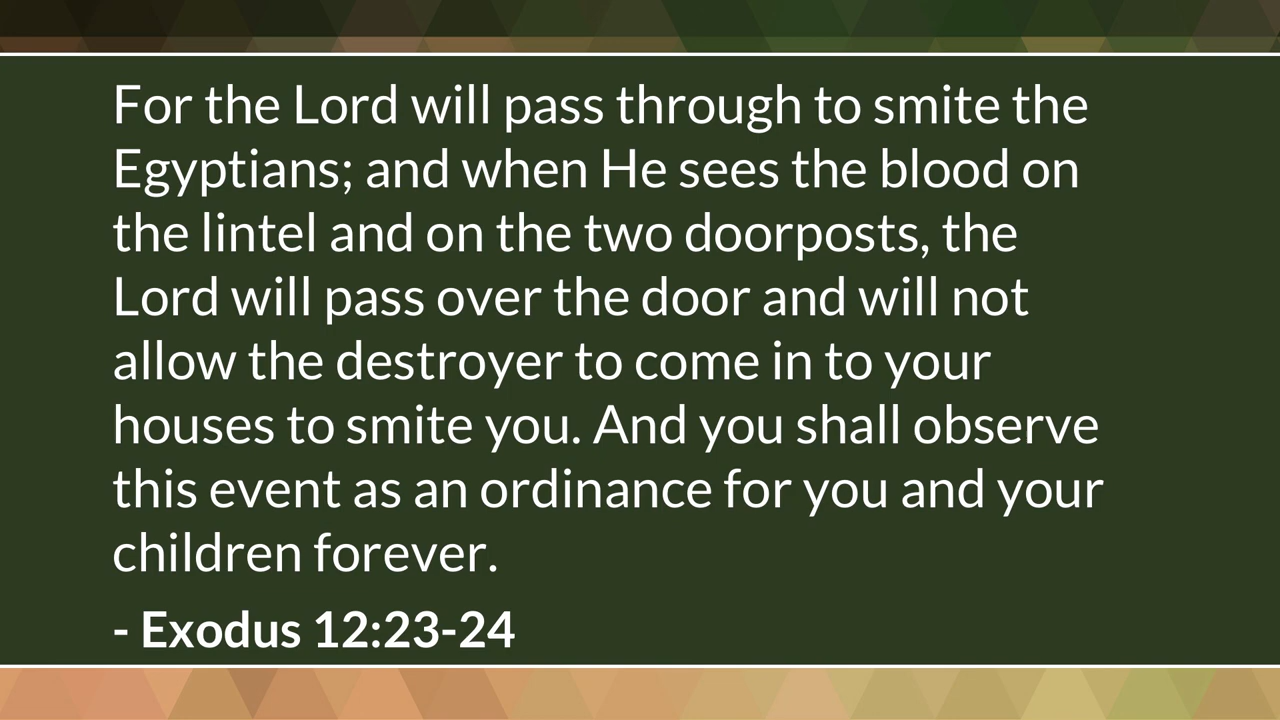 For the Lord will pass through to smite the
Egyptians; and when He sees the blood on
the lintel and on the two doorposts, the
Lord will pass over the door and will not
allow the destroyer to come in to your
houses to smite you. And you shall observe
this event as an ordinance for you and your
children forever.
- Exodus 12:23-24